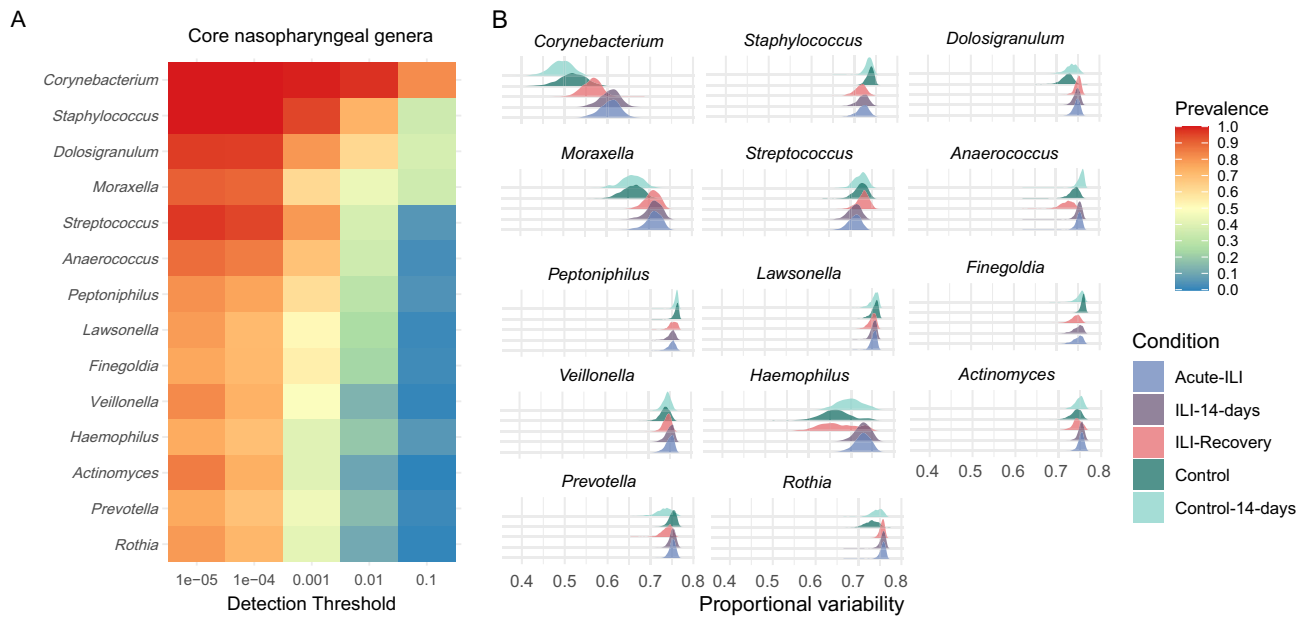 A
Core nasopharyngeal genera
Corynebacterium
Staphylococcus
Dolosigranulum
Moraxella
Streptococcus
Anaerococcus
Peptoniphilus
Lawsonella
Finegoldia
Veillonella
Haemophilus
Actinomyces
Prevotella
Rothia
1e−05 1e−04 0.001 0.01 0.1
Detection Threshold
B
Corynebacterium Staphylococcus Dolosigranulum
Moraxella Streptococcus Anaerococcus
Peptoniphilus Lawsonella Finegoldia
Veillonella Haemophilus Actinomyces
0.4 0.5 0.6 0.7 0.8
Prevotella Rothia
0.4 0.5 0.6 0.7 0.8 0.4 0.5 0.6 0.7 0.8
Proportional variability
Prevalence
1.0
0.9
0.8
0.7
0.6
0.5
0.4
0.3
0.2
0.1
0.0
Condition
Acute-ILI
ILI-14-days
ILI-Recovery
Control
Control-14-days